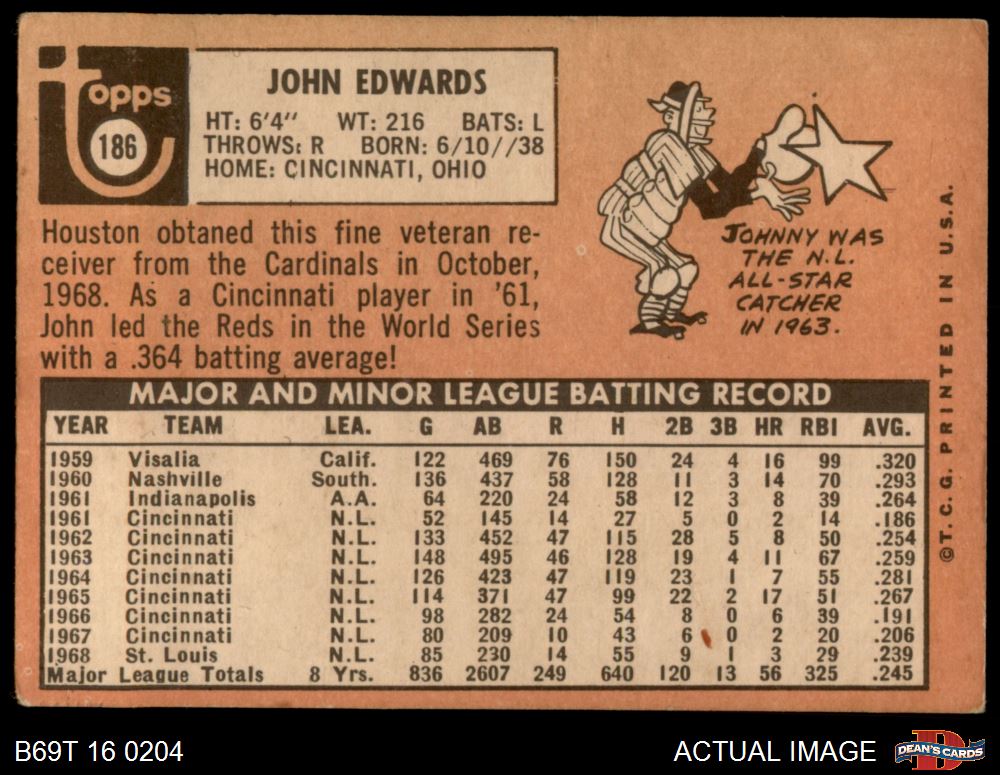 topps
186
JOHN EDWARDS
HT: 6'4" WT: 216 BATS: L
THROWS: R BORN: 6/10//38
HOME: CINCINNATI, OHIO
Houston obtaned this fine veteran re-
ceiver from the Cardinals in October,
1968. As a Cincinnati player in '61,
John led the Reds in the World Series
with a .364 batting average!
JOHNNY WAS
THE N.L.
ALL-STAR
CATCHER
IN 1963.
MAJOR AND MINOR LEAGUE BATTING RECORD
YEAR TEAM LEA. G AB R H 2B 3B HR RBI AVG.
1959 Visalia Calif. 122 469 76 150 24 4 16 99 .320
1960 Nashville South. 136 437 58 128 11 3 14 70 .293
1961 Indianapolis A.A. 64 220 24 58 12 3 8 39 .264
1961 Cincinnati N.L. 52 145 14 27 5 0 2 14 .186
1962 Cincinnati N.L. 133 452 47 115 28 5 8 50 .254
1963 Cincinnati N.L. 148 495 46 128 19 4 11 67 .259
1964 Cincinnati N.L. 126 423 47 119 23 1 7 55 .281
1965 Cincinnati N.L. 114 371 47 99 22 2 17 51 .267
1966 Cincinnati N.L. 98 282 24 54 8 0 6 39 .191
1967 Cincinnati N.L. 80 209 10 43 6 0 2 20 .206
1968 St. Louis N.L. 85 230 14 55 9 1 3 29 .239
Major League Totals 8 Yrs. 836 2607 249 640 120 13 56 325 .245
©T.C.G. PRINTED IN U.S.A.
B69T 16 0204
ACTUAL IMAGE
DEAN'S CARDS